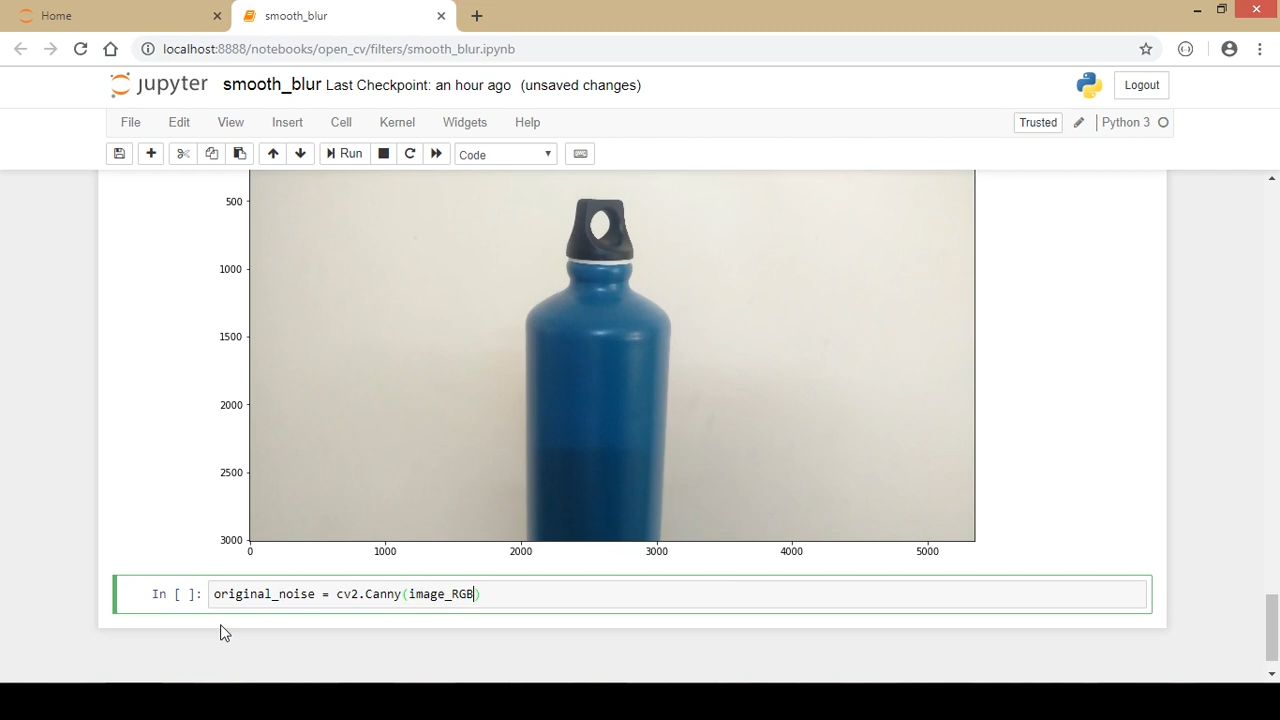 Home
smooth_blur
localhost:8888/notebooks/open_cv/filters/smooth_blur.ipynb
jupyter smooth_blur Last Checkpoint: an hour ago (unsaved changes) Logout
File Edit View Insert Cell Kernel Widgets Help Trusted Python 3
Run Code
500
1000
1500
2000
2500
3000
0 1000 2000 3000 4000 5000
In [ ]: original_noise = cv2.Canny(image_RGB)